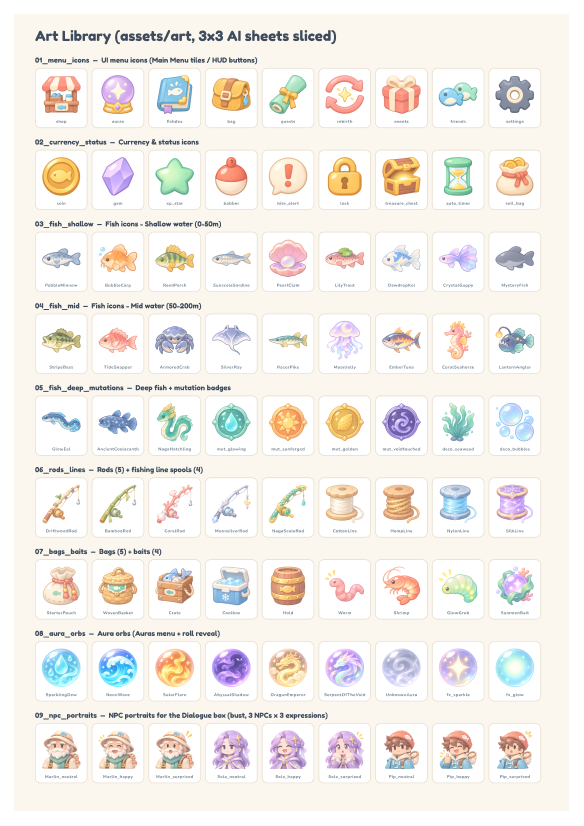 Art Library (assets/art, 3x3 AI sheets sliced)
01_menu_icons — UI menu icons (Main Menu tiles / HUD buttons)
shop auras fishdex bag quests rebirth events friends settings
02_currency_status — Currency & status icons
coin gem xp_star bobber bite_alert lock treasure_chest auto_timer sell_bag
03_fish_shallow — Fish icons - Shallow water (0-50m)
PebbleMinnow BubbleCarp ReedPerch SunscaleSardine PearlClam LilyTrout DewdropKoi CrystalGuppy MysteryFish
04_fish_mid — Fish icons - Mid water (50-200m)
StripeBass TideSnapper ArmoredCrab SilverRay RazorPike MoonJelly EmberTuna CoralSeahorse LanternAngler
05_fish_deep_mutations — Deep fish + mutation badges
GlowEel AncientCoelacanth NagaHatchling mut_glowing mut_sunforged mut_golden mut_voidtouched deco_seaweed deco_bubbles
06_rods_lines — Rods (5) + fishing line spools (4)
DriftwoodRod BambooRod CoralRod MoonsilverRod NagaScaleRod CottonLine HempLine NylonLine SilkLine
07_bags_baits — Bags (5) + baits (4)
StarterPouch WovenBasket Crate Coolbox Hold Worm Shrimp GlowGrub SummonBait
08_aura_orbs — Aura orbs (Auras menu + roll reveal)
SparklingDew NeonWave SolarFlare AbyssalShadow DragonEmperor SerpentOfTheVoid UnknownAura fx_sparkle fx_glow
09_npc_portraits — NPC portraits for the Dialogue box (bust, 3 NPCs x 3 expressions)
Marlin_neutral Marlin_happy Marlin_surprised Sela_neutral Sela_happy Sela_surprised Pip_neutral Pip_happy Pip_surprised